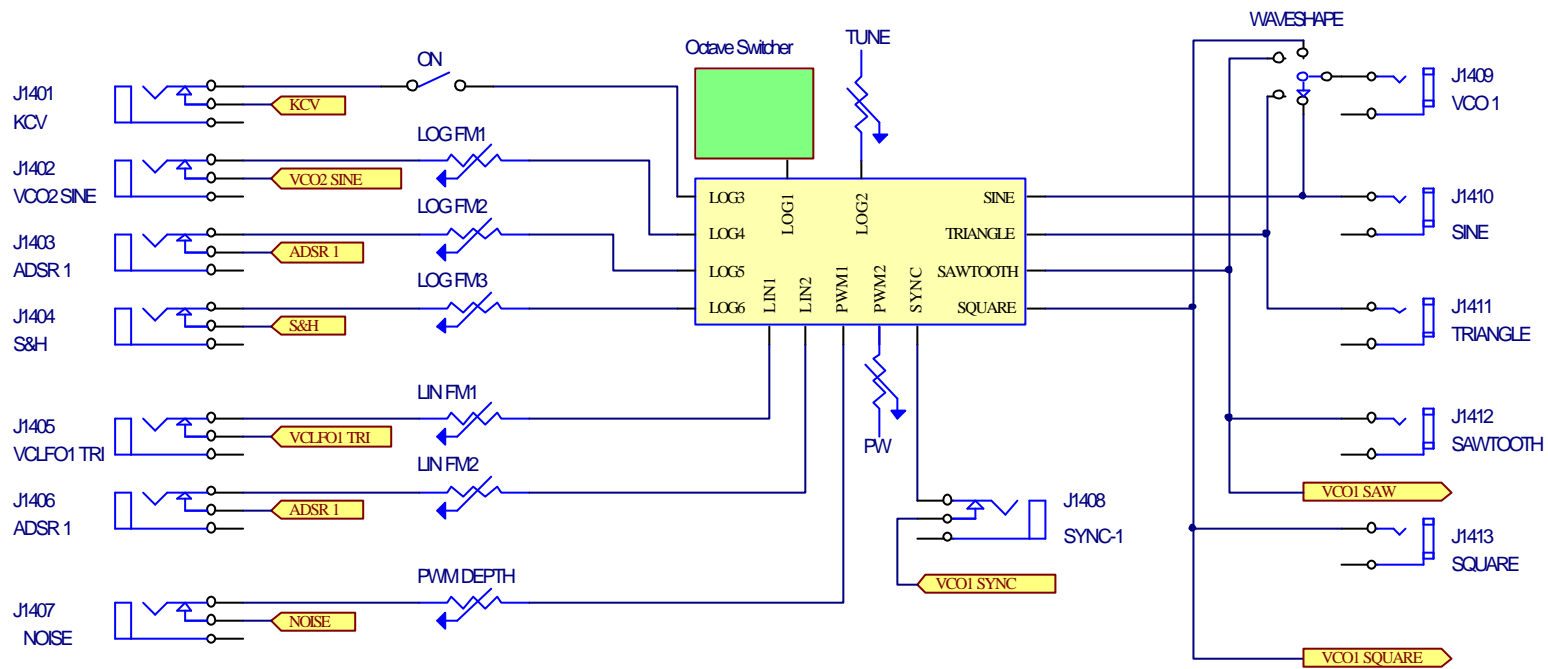 WAVESHAPE
TUNE
Octave Switcher
ON
J1401
KCV
KCV
J1409
VCO 1
LOG FM1
J1402
VCO2 SINE
VCO2 SINE
LOG3
LOG1
LOG2
SINE
J1410
SINE
LOG FM2
J1403
ADSR 1
ADSR 1
LOG4
TRIANGLE
LOG5
SAWTOOTH
LOG FM3
J1404
S&H
S&H
LOG6
LIN1
LIN2
PWM1
PWM2
SYNC
SQUARE
J1411
TRIANGLE
LIN FM1
J1405
VCLFO1 TRI
VCLFO1 TRI
PW
J1412
SAWTOOTH
LIN FM2
J1406
ADSR 1
ADSR 1
J1408
SYNC-1
VCO1 SAW
J1413
SQUARE
VCO1 SYNC
PWM DEPTH
J1407
NOISE
NOISE
VCO1 SQUARE